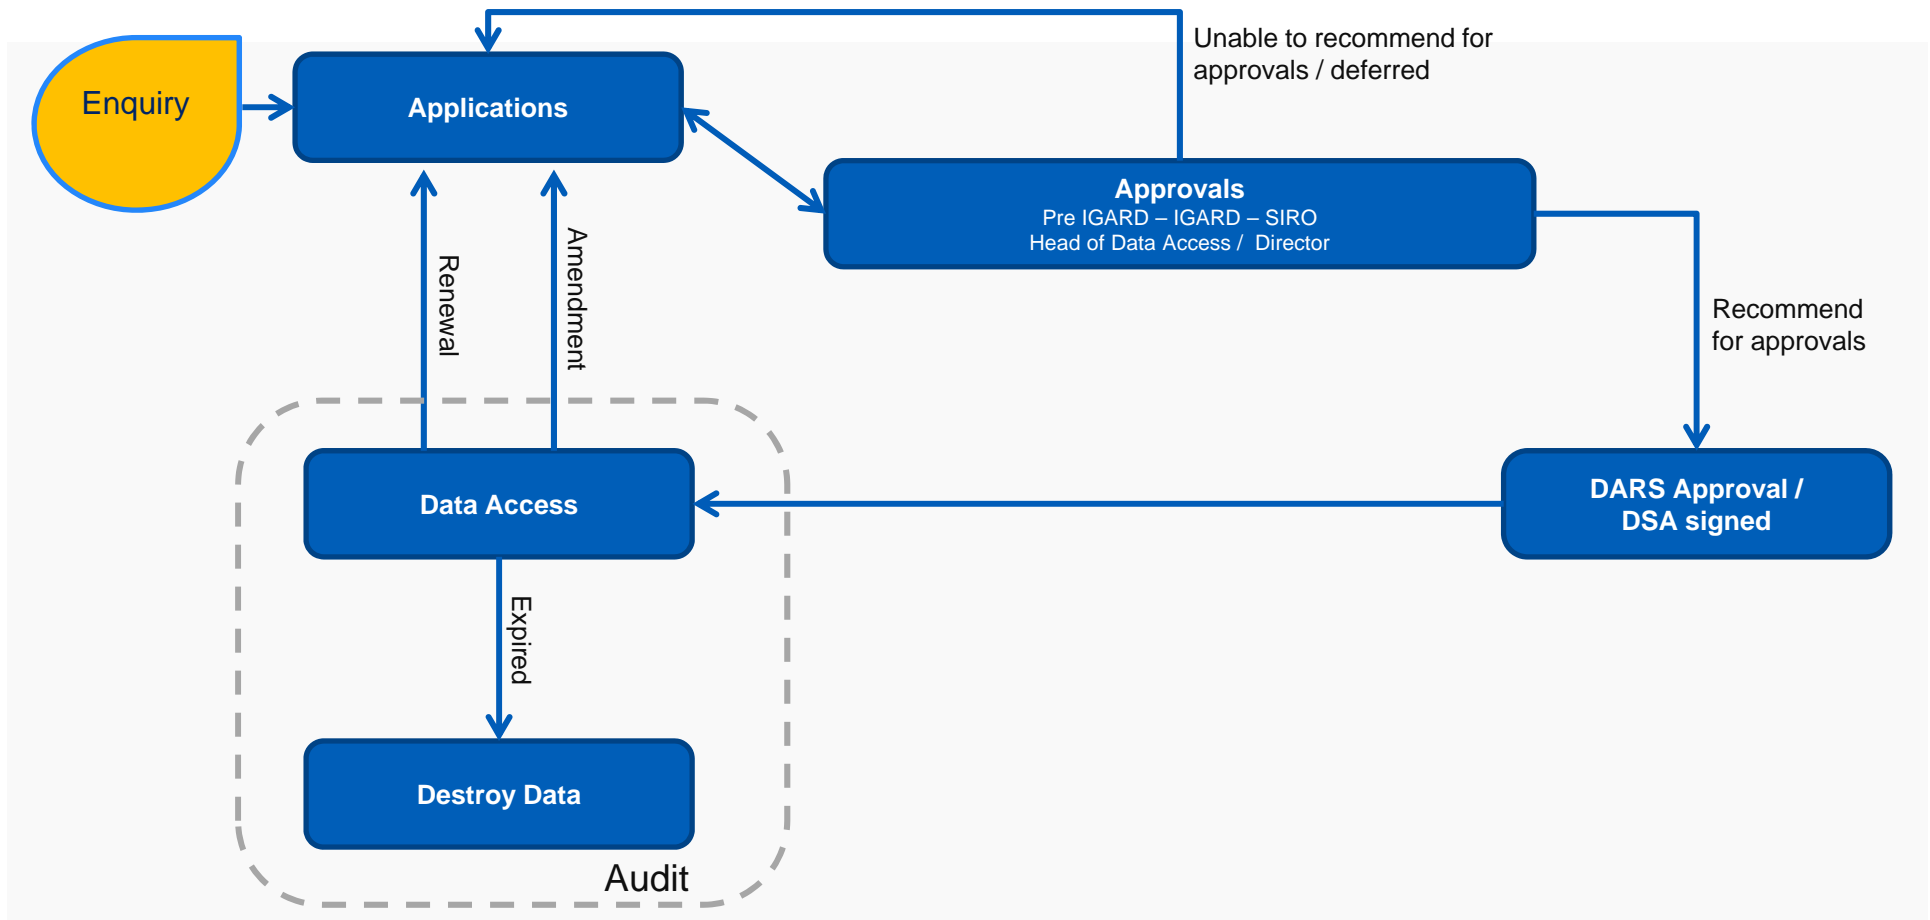 Enquiry
Applications
Unable to recommend for
approvals / deferred
Approvals
Pre IGARD – IGARD – SIRO
Head of Data Access / Director
Renewal
Amendment
Recommend
for approvals
Data Access
DARS Approval /
DSA signed
Expired
Destroy Data
Audit